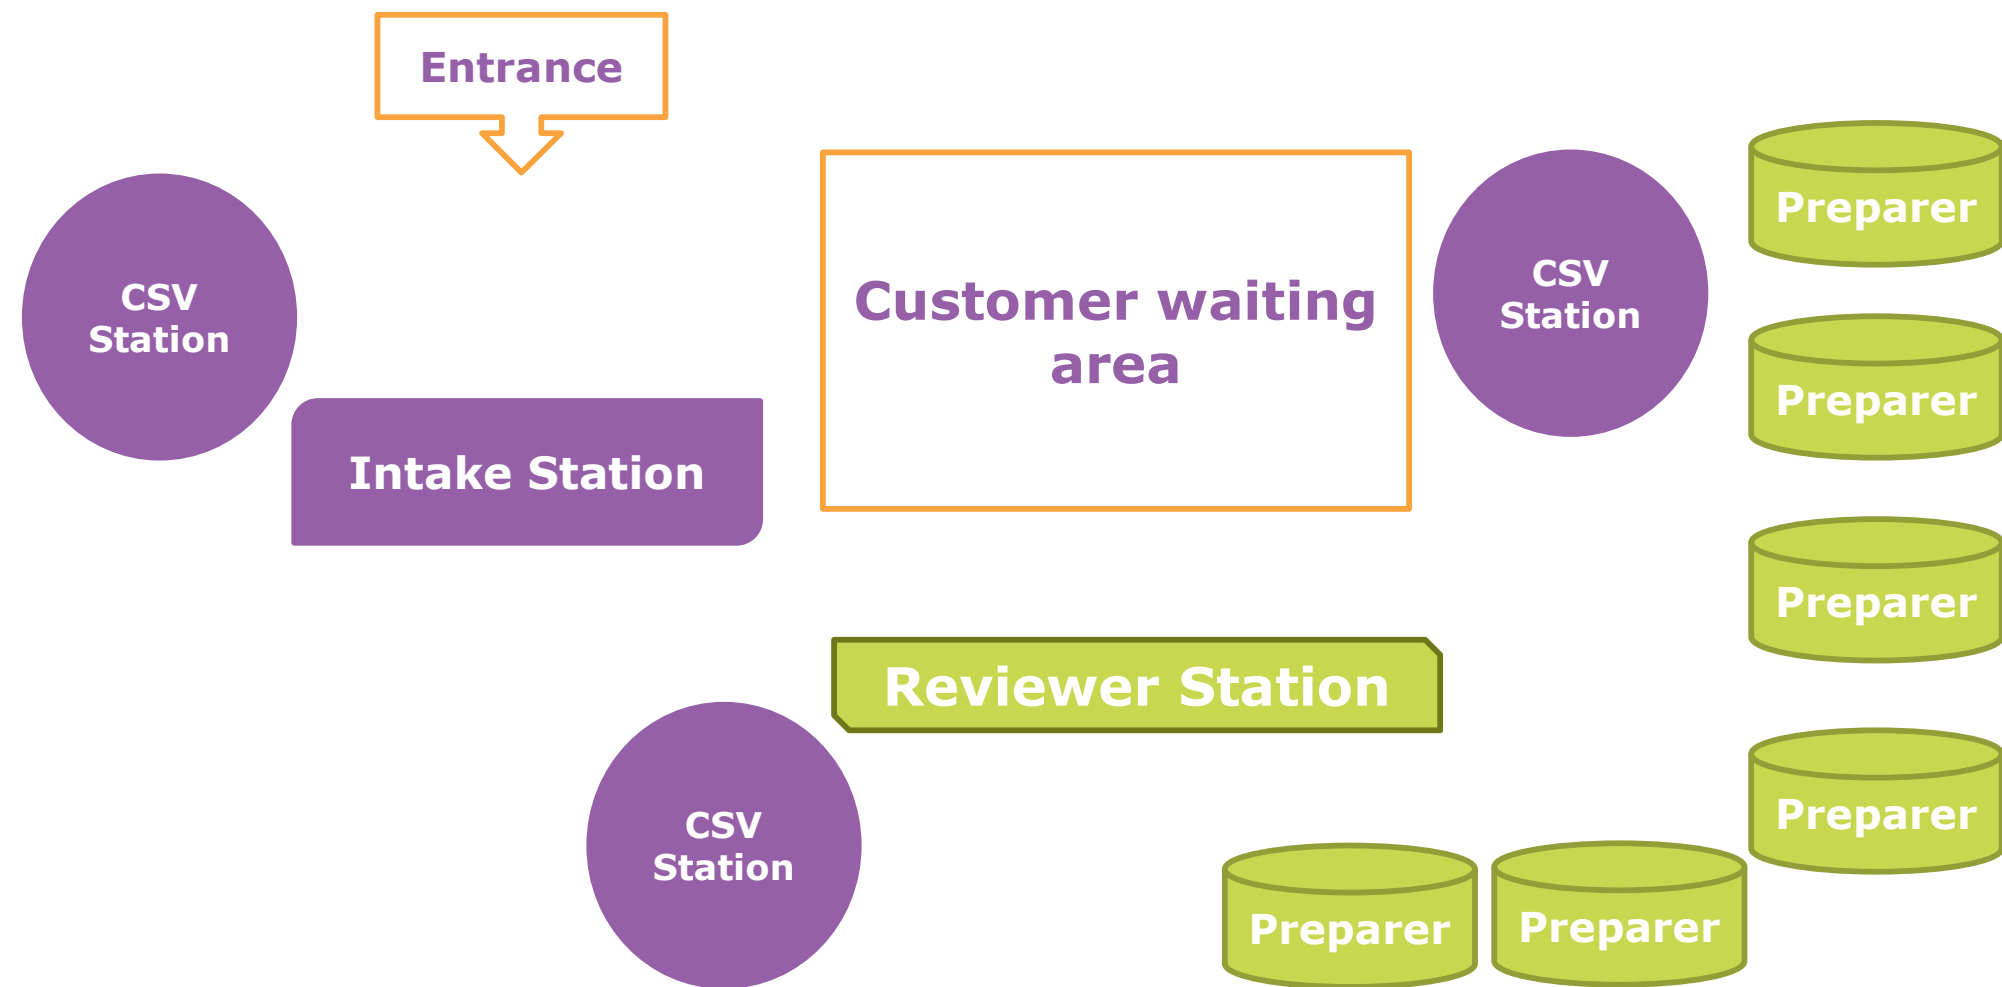 Entrance
CSV
Station
Intake Station
Customer waiting
area
CSV
Station
Preparer
Preparer
Preparer
Preparer
Reviewer Station
CSV
Station
Preparer
Preparer